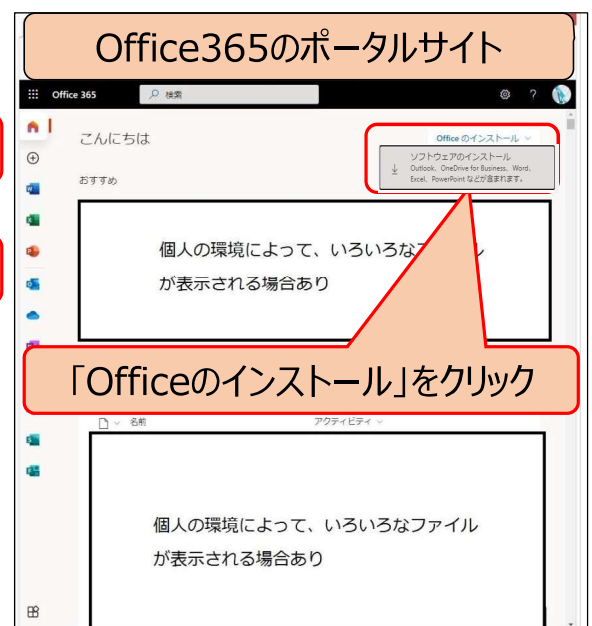 Office365のポータルサイト
Office 365
検索
?
こんにちは
Office のインストール
ソフトウェアのインストール
Outlook、OneDrive for Business、Word、
Excel、PowerPoint などが含まれます。
おすすめ
個人の環境によって、いろいろな
が表示される場合あり
「Officeのインストール」をクリック
名前
アクティビティ
個人の環境によって、いろいろなファイル
が表示される場合あり